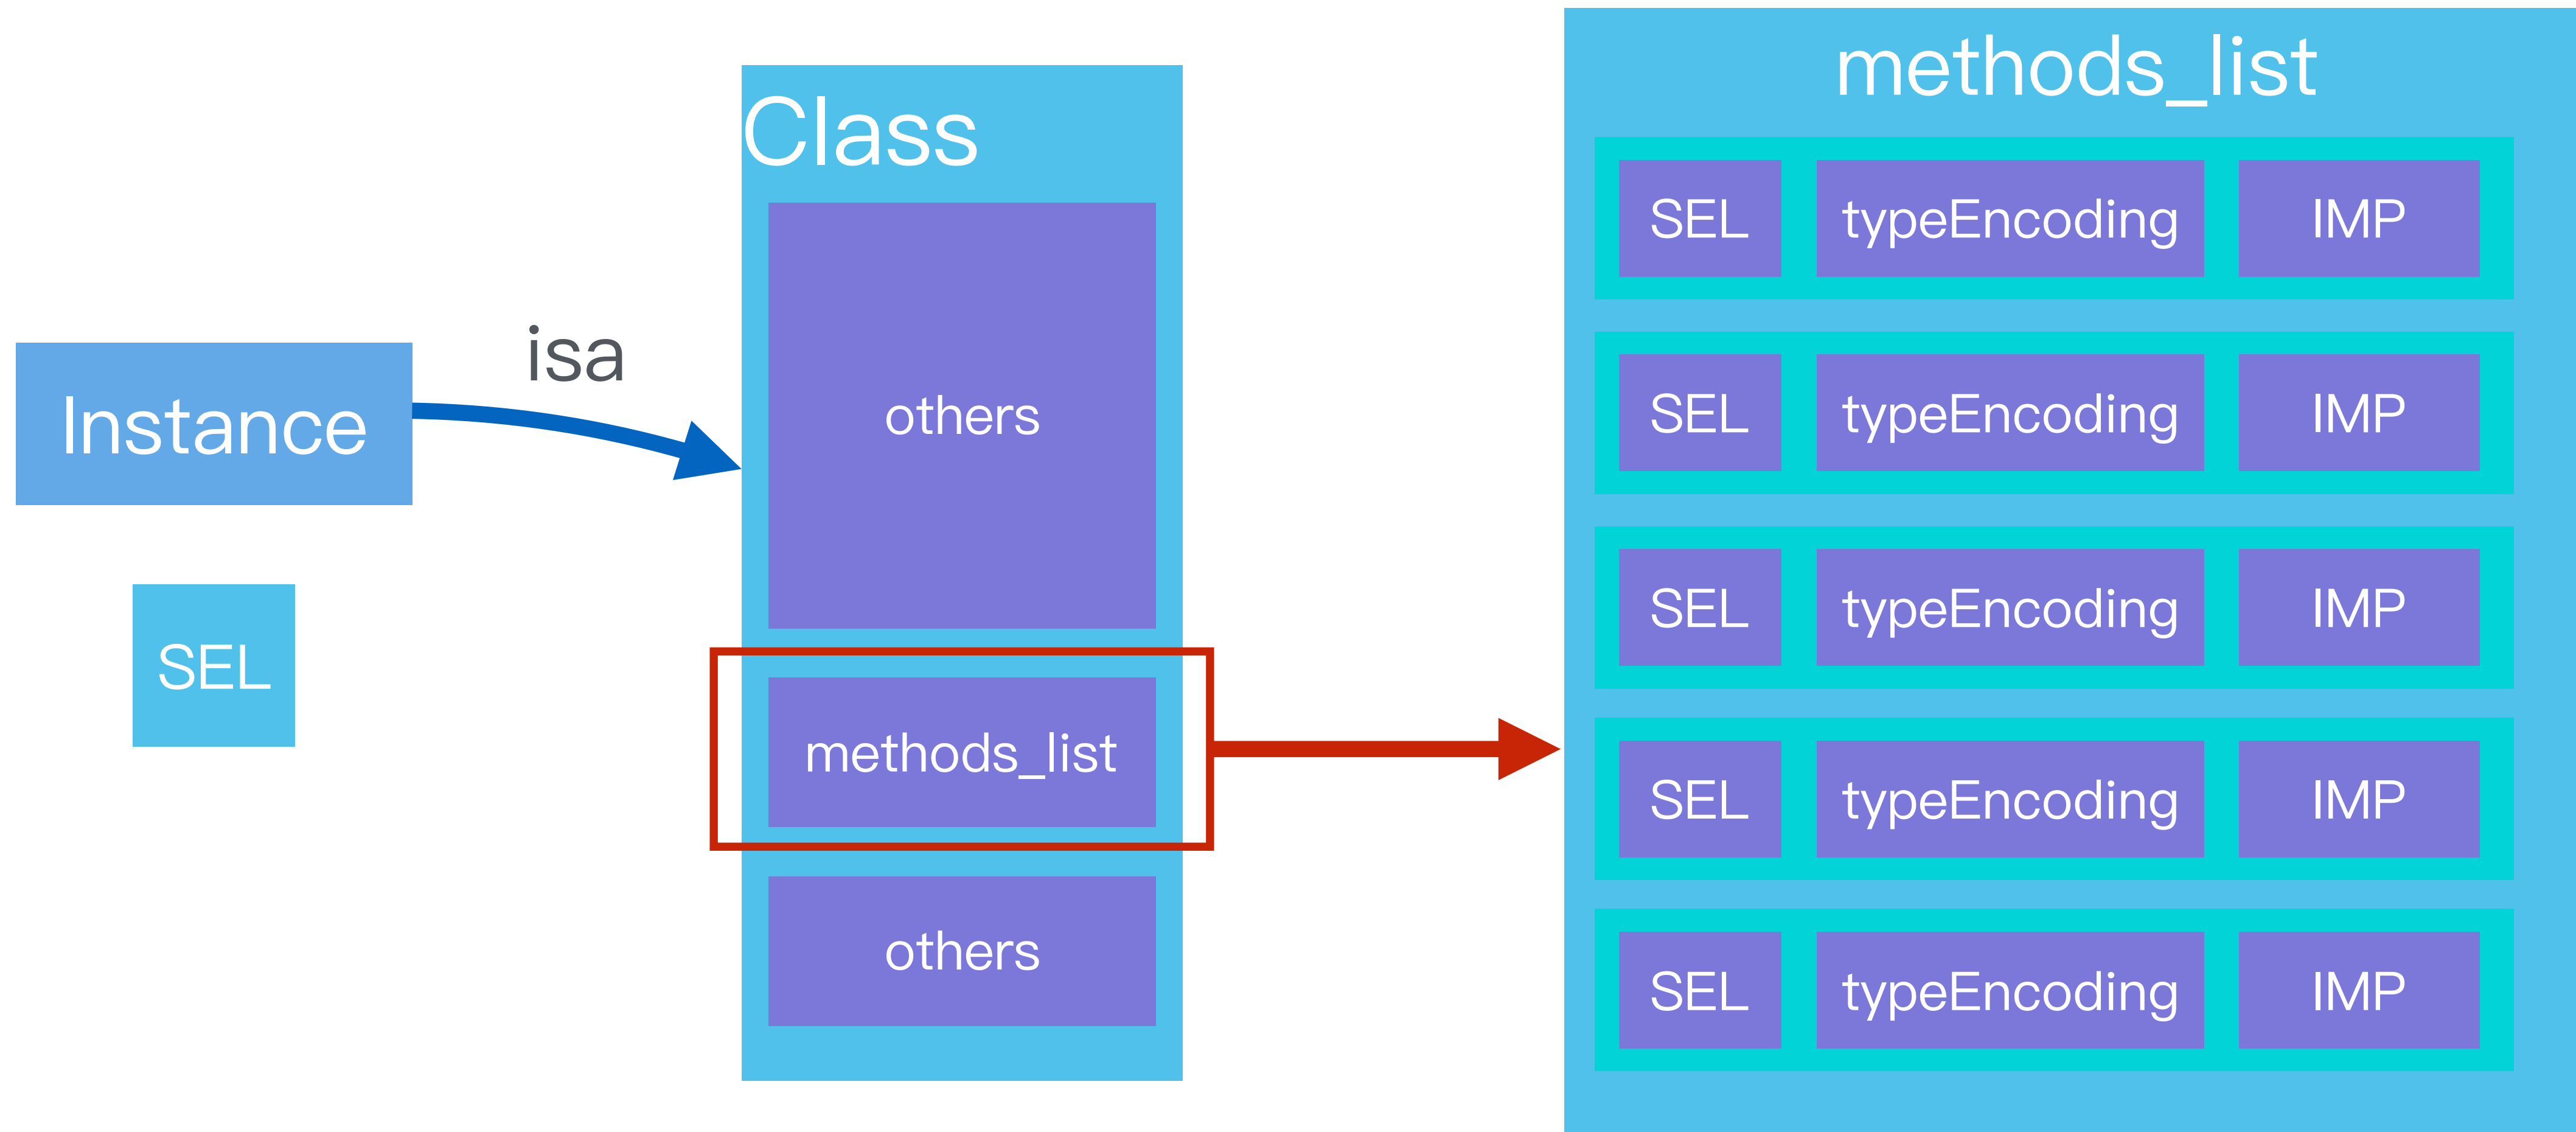 Instance
isa
SEL
Class
others
methods_list
others
methods_list
SEL typeEncoding IMP
SEL typeEncoding IMP
SEL typeEncoding IMP
SEL typeEncoding IMP
SEL typeEncoding IMP